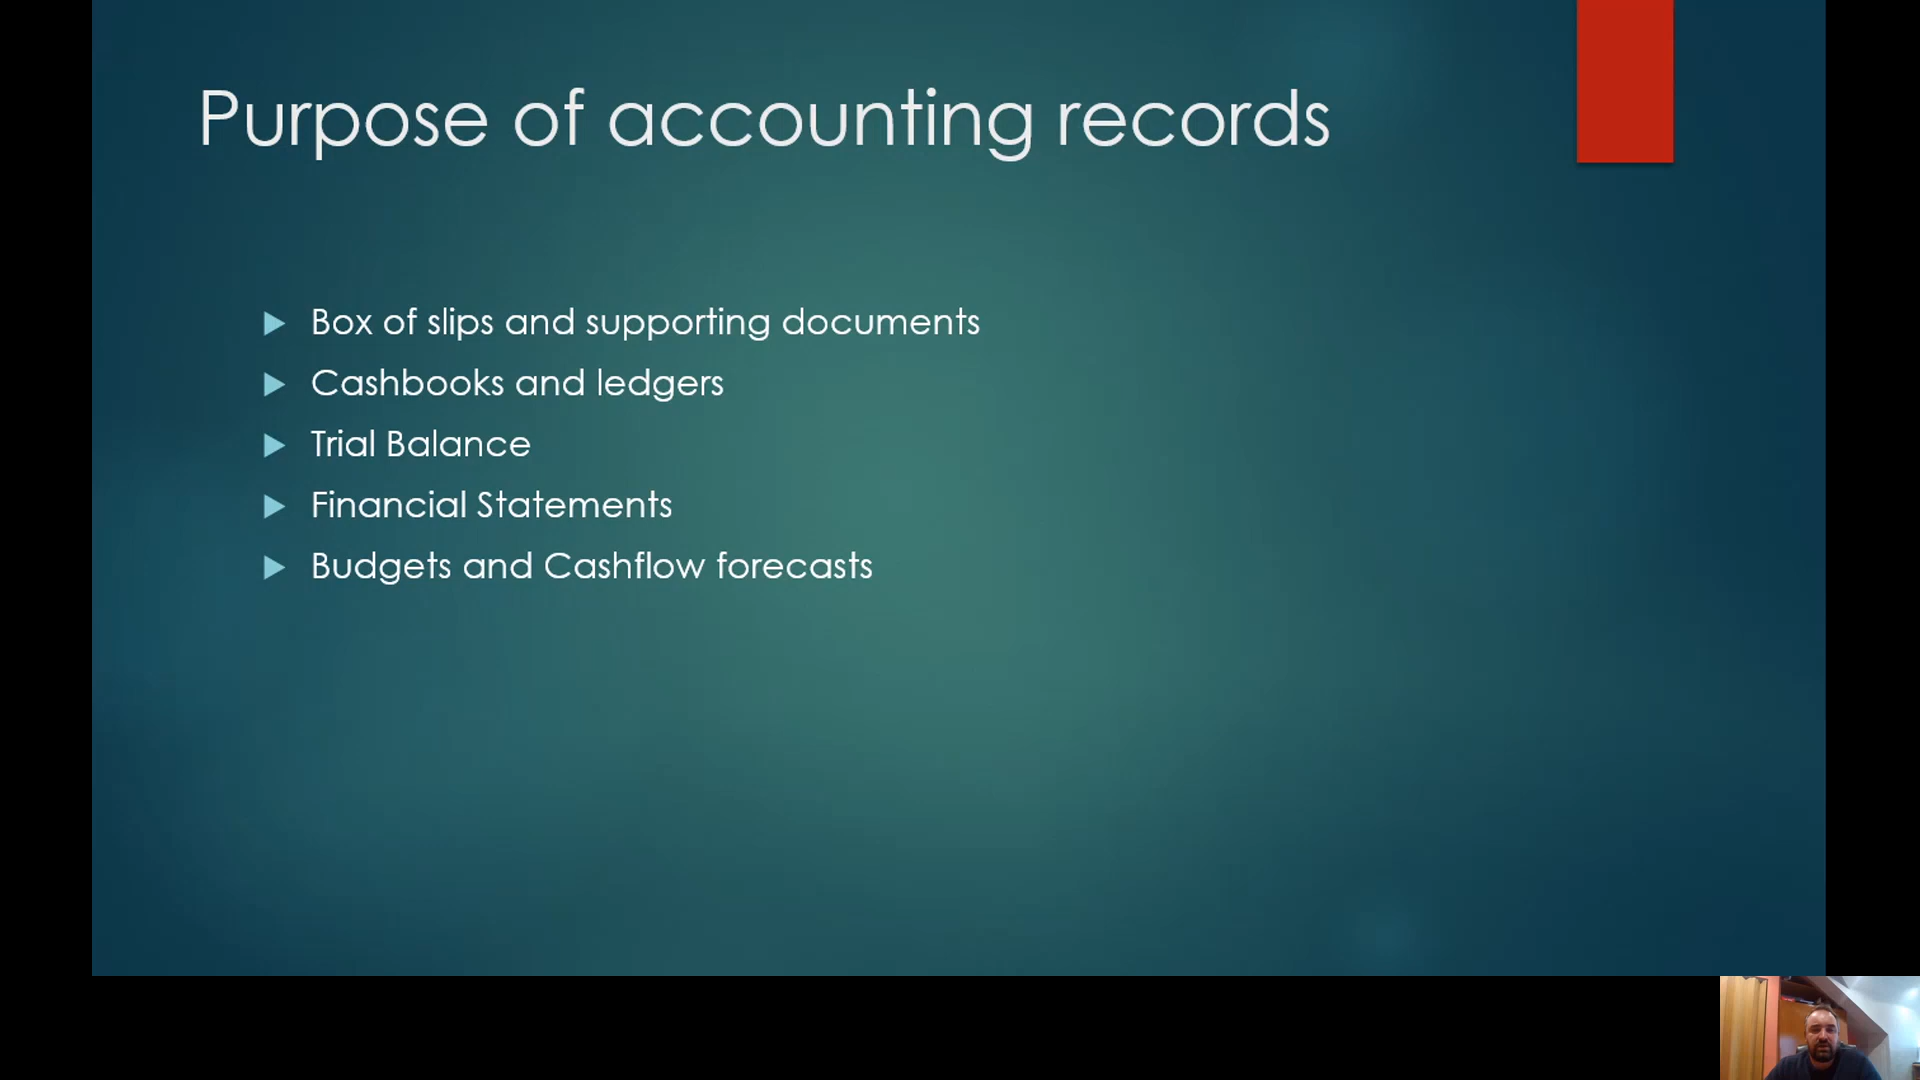 Purpose of accounting records
Box of slips and supporting documents
Cashbooks and ledgers
Trial Balance
Financial Statements
Budgets and Cashflow forecasts